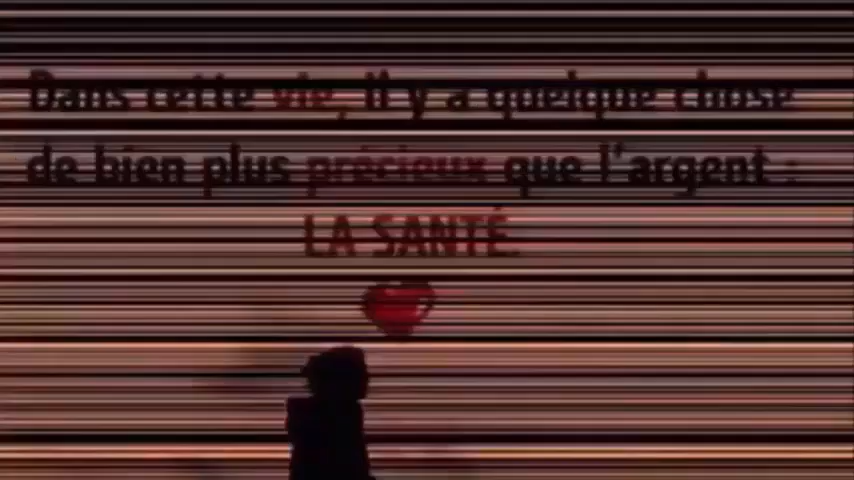 Dans cette vie, il y a quelque chose
de bien plus précieux que l'argent :
LA SANTÉ.